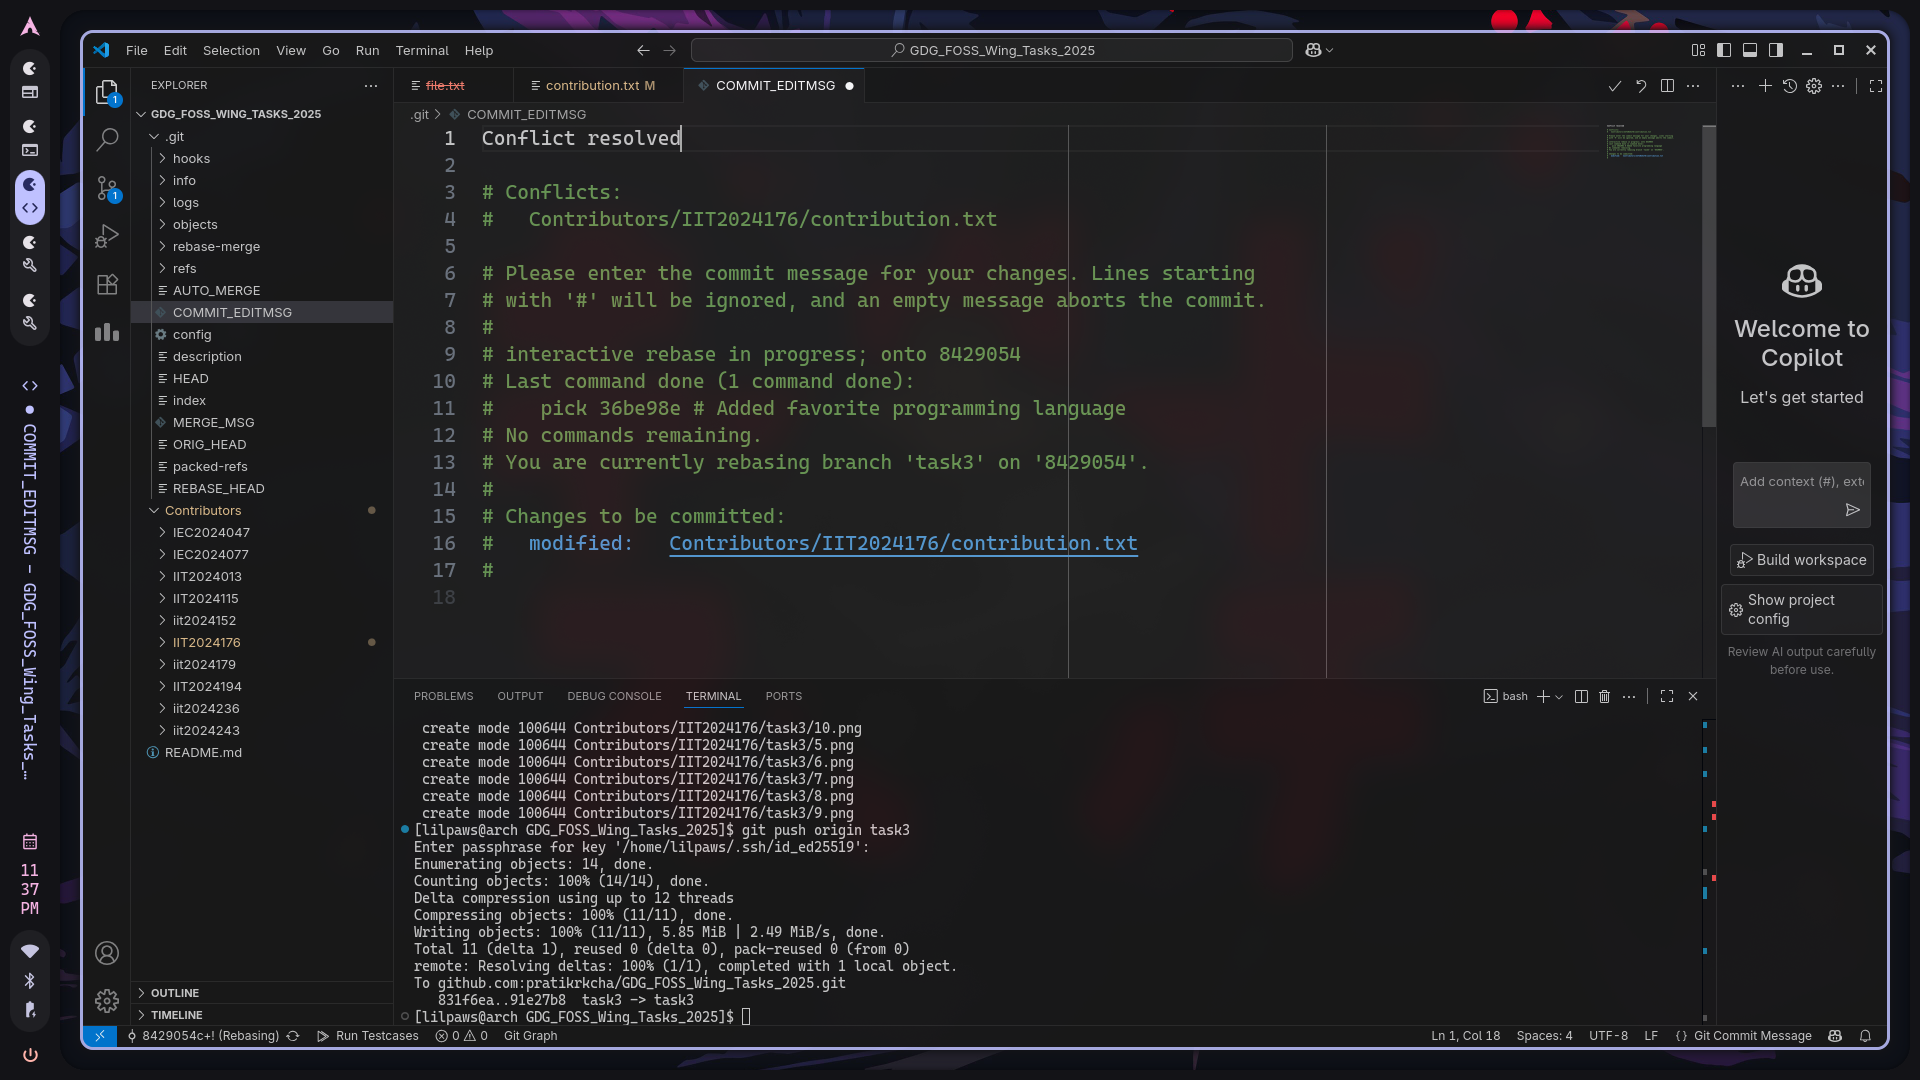 File Edit Selection View Go Run Terminal Help
GDG_FOSS_Wing_Tasks_2025
EXPLORER
GDG_FOSS_WING_TASKS_2025
.git
hooks
info
logs
objects
rebase-merge
refs
AUTO_MERGE
COMMIT_EDITMSG
config
description
HEAD
index
MERGE_MSG
ORIG_HEAD
packed-refs
REBASE_HEAD
Contributors
IEC2024047
IEC2024077
IIT2024013
IIT2024115
iit2024152
IIT2024176
iit2024179
IIT2024194
iit2024236
iit2024243
README.md
OUTLINE
TIMELINE
1
1
COMMIT_EDITMSG - GDG_FOSS_Wing_Tasks_…
11
37
PM
file.txt
contribution.txt M
COMMIT_EDITMSG
.git > COMMIT_EDITMSG
1 Conflict resolved
2
3 # Conflicts:
4 #   Contributors/IIT2024176/contribution.txt
5
6 # Please enter the commit message for your changes. Lines starting
7 # with '#' will be ignored, and an empty message aborts the commit.
8 #
9 # interactive rebase in progress; onto 8429054
10 # Last command done (1 command done):
11 #    pick 36be98e # Added favorite programming language
12 # No commands remaining.
13 # You are currently rebasing branch 'task3' on '8429054'.
14 #
15 # Changes to be committed:
16 #   modified:   Contributors/IIT2024176/contribution.txt
17 #
18
PROBLEMS OUTPUT DEBUG CONSOLE TERMINAL PORTS
bash
create mode 100644 Contributors/IIT2024176/task3/10.png
create mode 100644 Contributors/IIT2024176/task3/5.png
create mode 100644 Contributors/IIT2024176/task3/6.png
create mode 100644 Contributors/IIT2024176/task3/7.png
create mode 100644 Contributors/IIT2024176/task3/8.png
create mode 100644 Contributors/IIT2024176/task3/9.png
[lilpaws@arch GDG_FOSS_Wing_Tasks_2025]$ git push origin task3
Enter passphrase for key '/home/lilpaws/.ssh/id_ed25519':
Enumerating objects: 14, done.
Counting objects: 100% (14/14), done.
Delta compression using up to 12 threads
Compressing objects: 100% (11/11), done.
Writing objects: 100% (11/11), 5.85 MiB | 2.49 MiB/s, done.
Total 11 (delta 1), reused 0 (delta 0), pack-reused 0 (from 0)
remote: Resolving deltas: 100% (1/1), completed with 1 local object.
To github.com:pratikrkcha/GDG_FOSS_Wing_Tasks_2025.git
   831f6ea..91e27b8  task3 -> task3
[lilpaws@arch GDG_FOSS_Wing_Tasks_2025]$
Welcome to
Copilot
Let's get started
Add context (#), exte
Build workspace
Show project
config
Review AI output carefully
before use.
8429054c+! (Rebasing) Run Testcases 0 0 Git Graph
Ln 1, Col 18 Spaces: 4 UTF-8 LF {} Git Commit Message